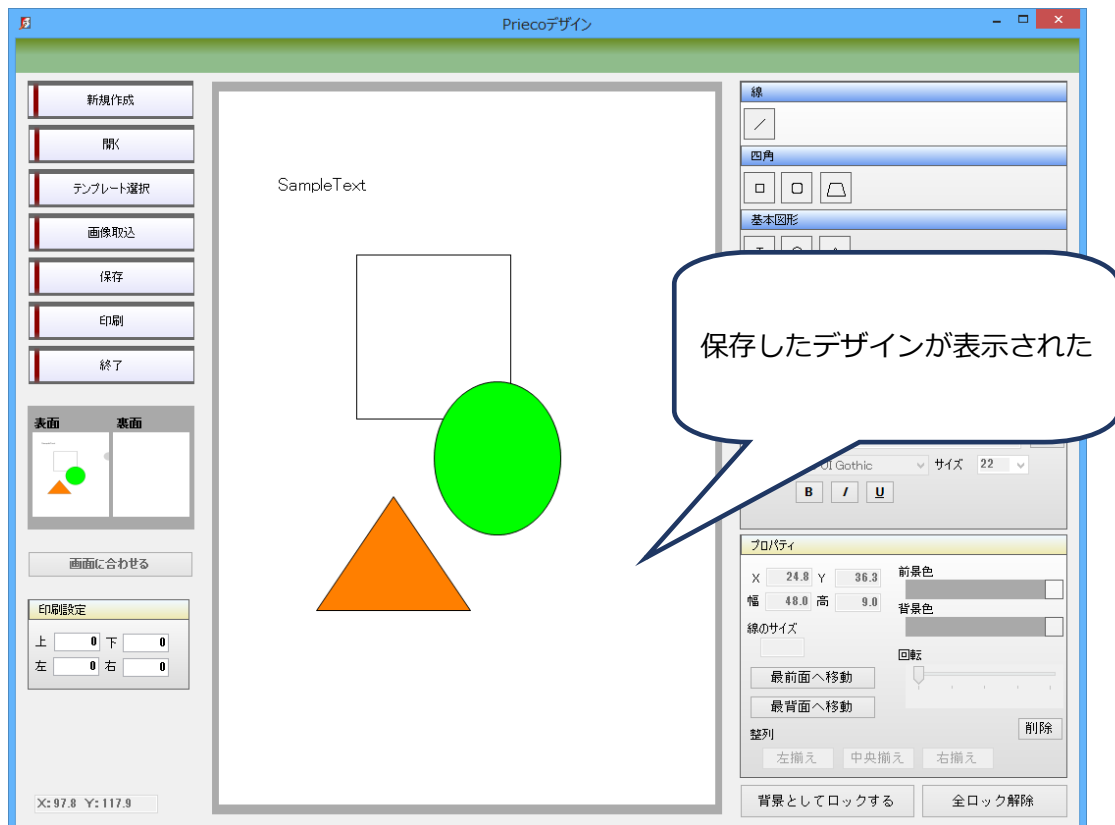 Priecoデザイン
新規作成
開く
テンプレート選択
画像取込
保存
印刷
終了
表面 裏面
画面に合わせる
印刷設定
上 0 下 0
左 0 右 0
X:97.8 Y:117.9
SampleText
線
四角
基本図形
保存したデザインが表示された
UI Gothic サイズ 22
B I U
プロパティ
X 24.8 Y 36.3 前景色
幅 48.0 高 9.0 背景色
線のサイズ
回転
最前面へ移動
最背面へ移動
整列 削除
左揃え 中央揃え 右揃え
背景としてロックする 全ロック解除